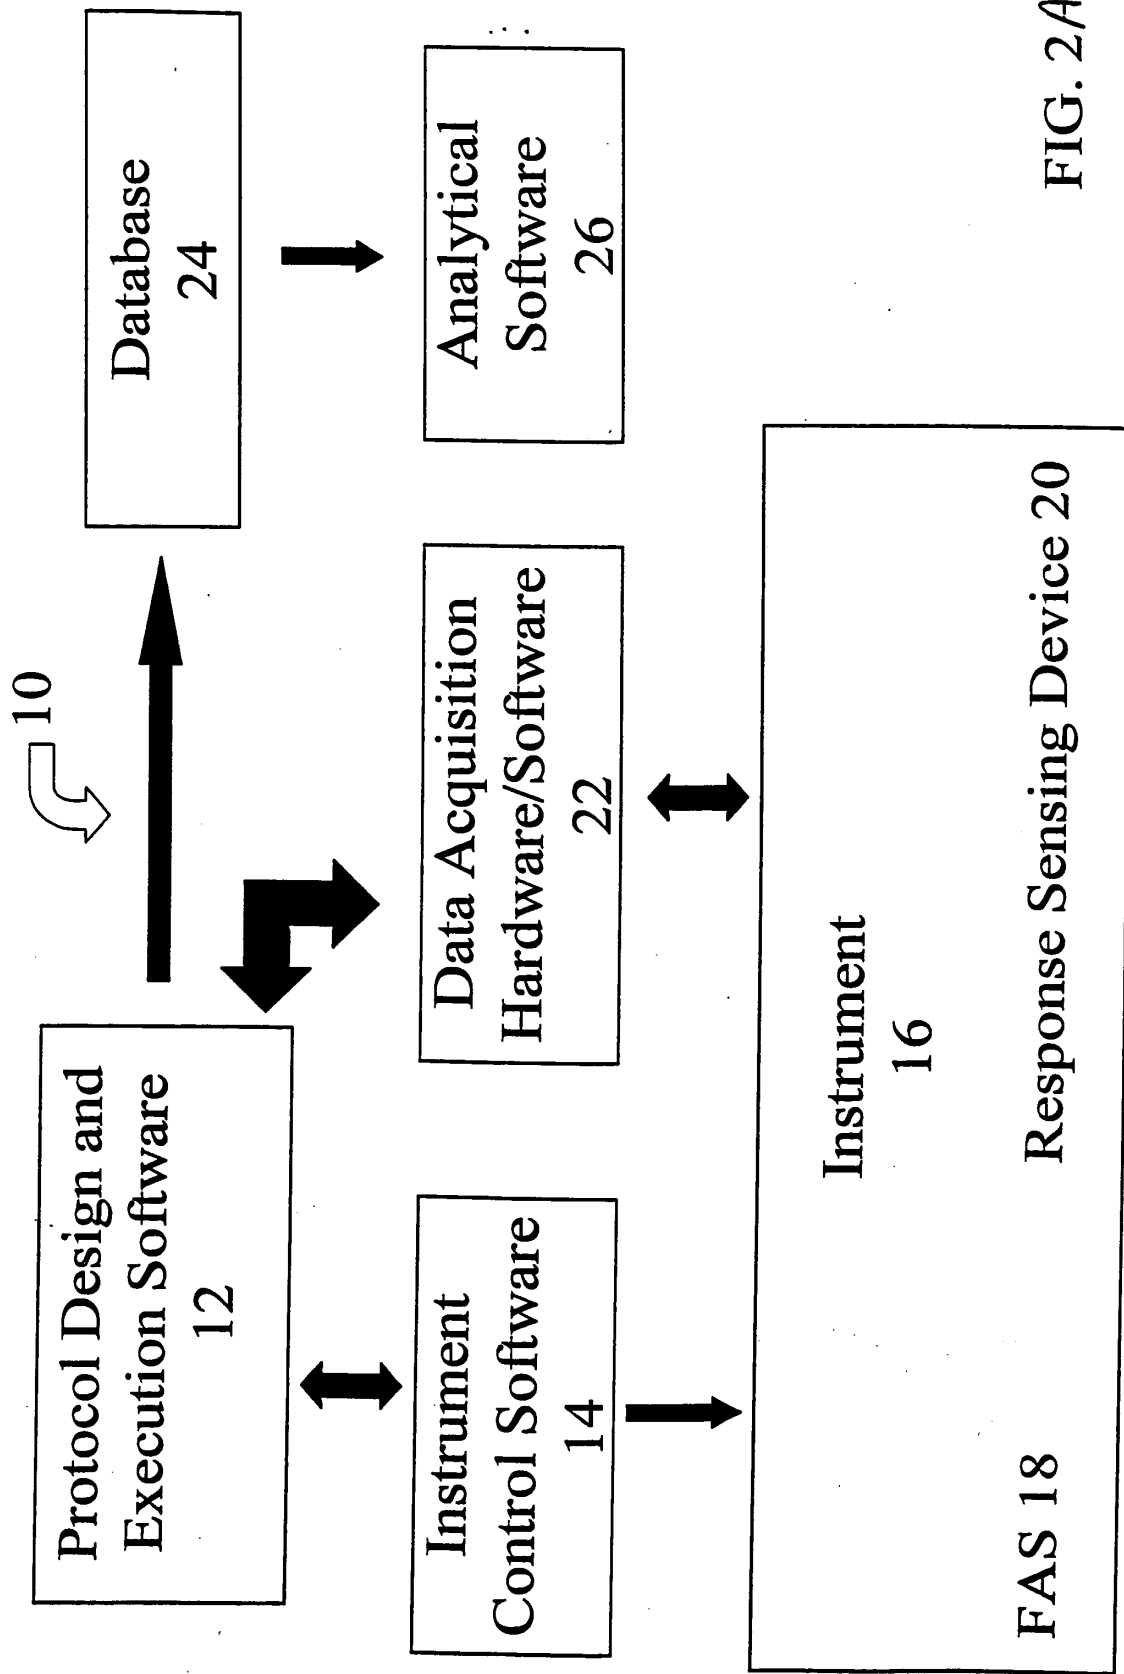 10
Protocol Design and
Execution Software
12
Database
24
Instrument
Control Software
14
Data Acquisition
Hardware/Software
22
Analytical
Software
26
Instrument
16
FAS 18
Response Sensing Device 20
FIG. 2A